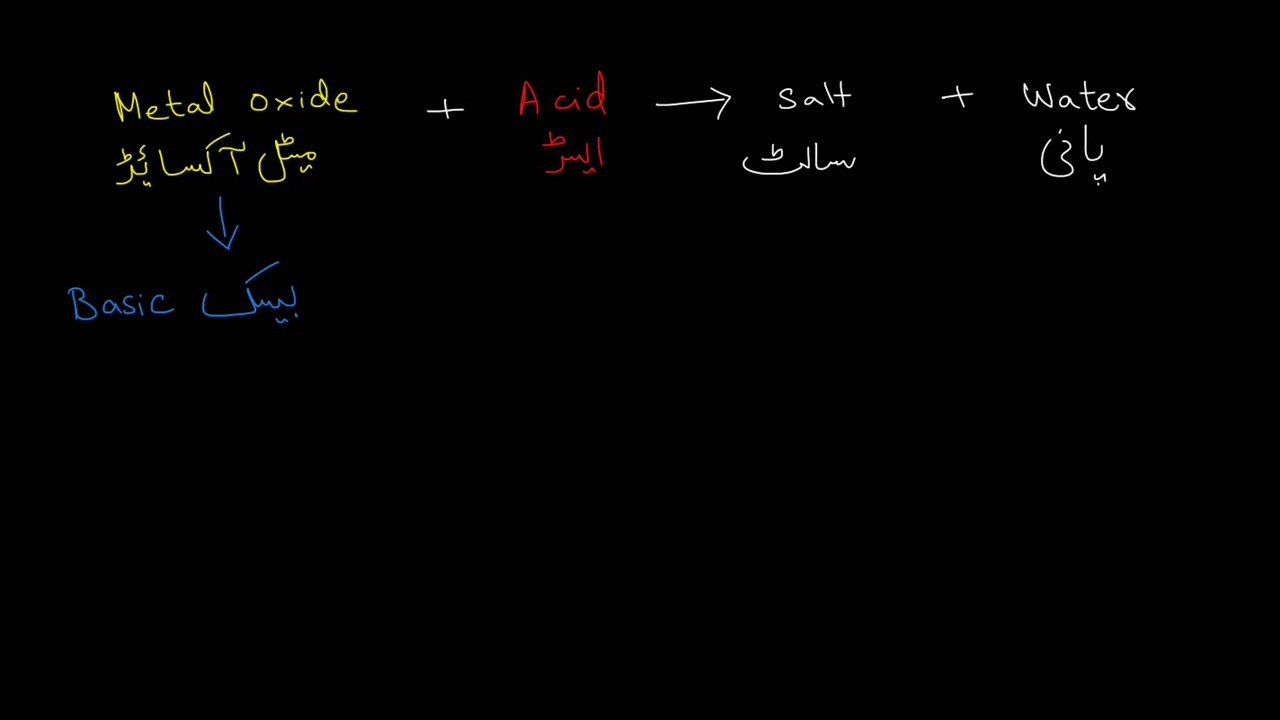 Metal oxide + Acid → Salt + Water
میٹل آکسائیڈ ایسڈ سالٹ پانی
Basic بیسک